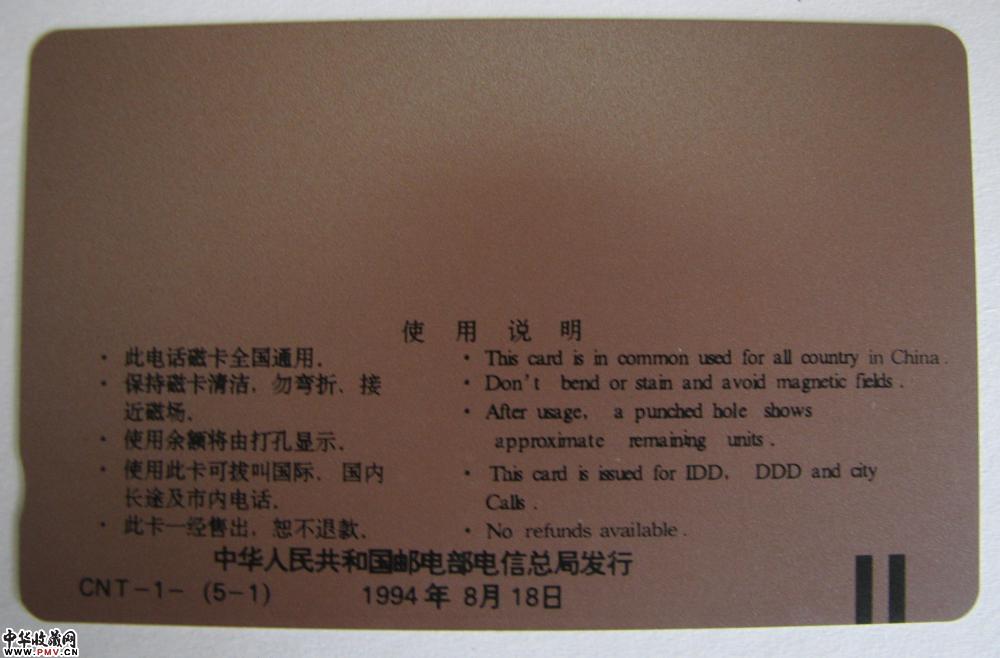 使用说明
· 此电话磁卡全国通用.
· 保持磁卡清洁, 勿弯折、接
近磁场.
· 使用余额将由打孔显示.
· 使用此卡可拨叫国际、国内
长途及市内电话.
· 此卡一经售出, 恕不退款.
· This card is in common used for all country in China.
· Don't bend or stain and avoid magnetic fields.
· After usage, a punched hole shows
approximate remaining units.
· This card is issued for IDD, DDD and city
Calls.
· No refunds available.
中华人民共和国邮电部电信总局发行
CNT-1-(5-1) 1994年8月18日
中华收藏网
www.PMV.CN